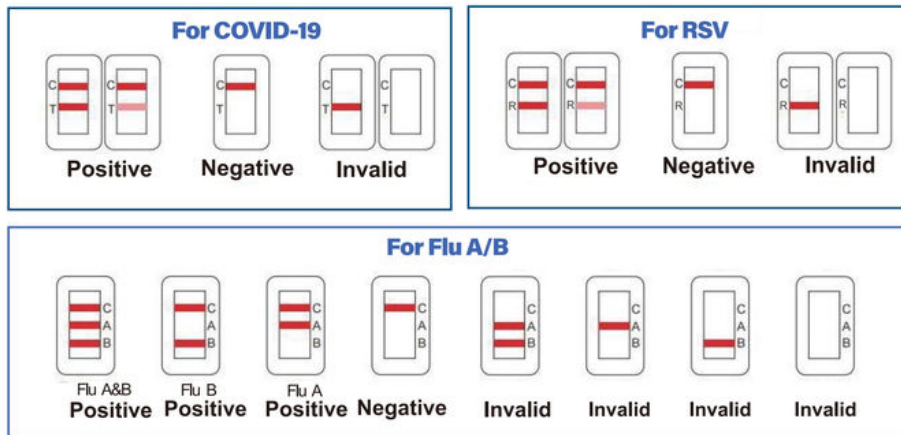 For COVID-19
C C C C C
T T T T T
Positive Negative Invalid
For RSV
C C C C C
R R R R R
Positive Negative Invalid
For Flu A/B
C C C C C C C C
A A A A A A A A
B B B B B B B B
Flu A&B Flu B Flu A
Positive Positive Positive Negative Invalid Invalid Invalid Invalid